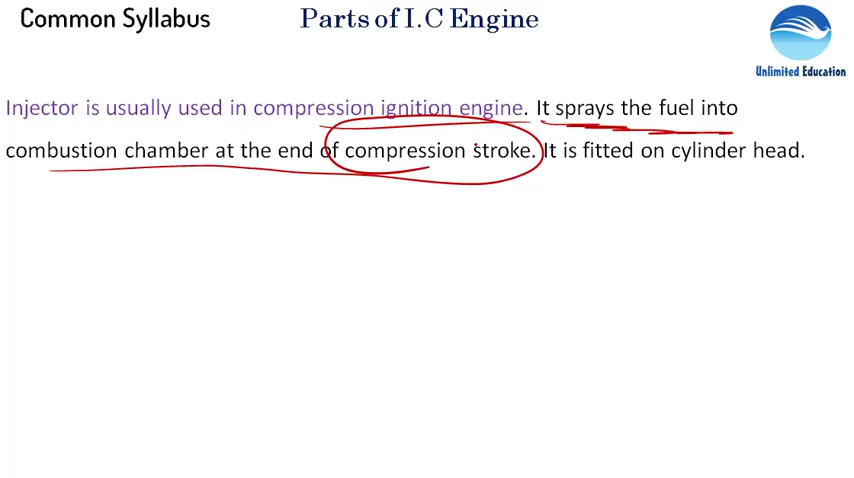 Common Syllabus
Parts of I.C Engine
Unlimited Education
Injector is usually used in compression ignition engine. It sprays the fuel into
combustion chamber at the end of compression stroke. It is fitted on cylinder head.